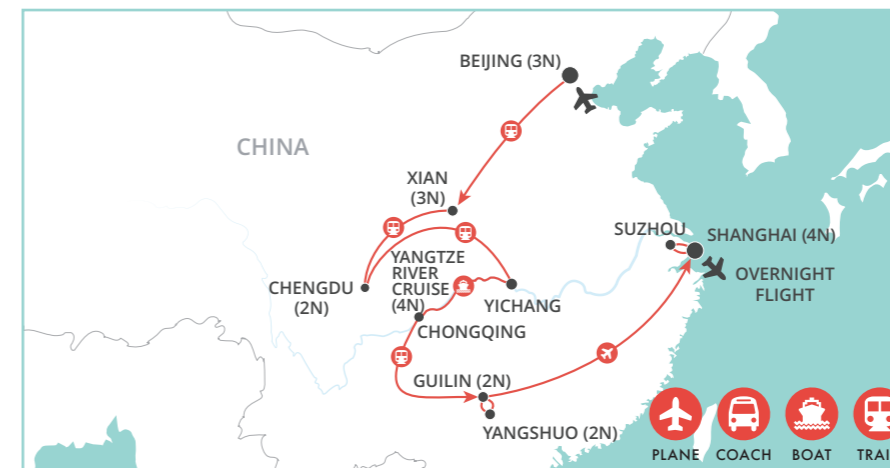 BEIJING (3N)
CHINA
XIAN
(3N)
SUZHOU
SHANGHAI (4N)
YANGTZE
RIVER
CRUISE
(4N)
OVERNIGHT
FLIGHT
CHENGDU
(2N)
YICHANG
CHONGQING
GUILIN (2N)
YANGSHUO (2N)
PLANE
COACH
BOAT
TRAI